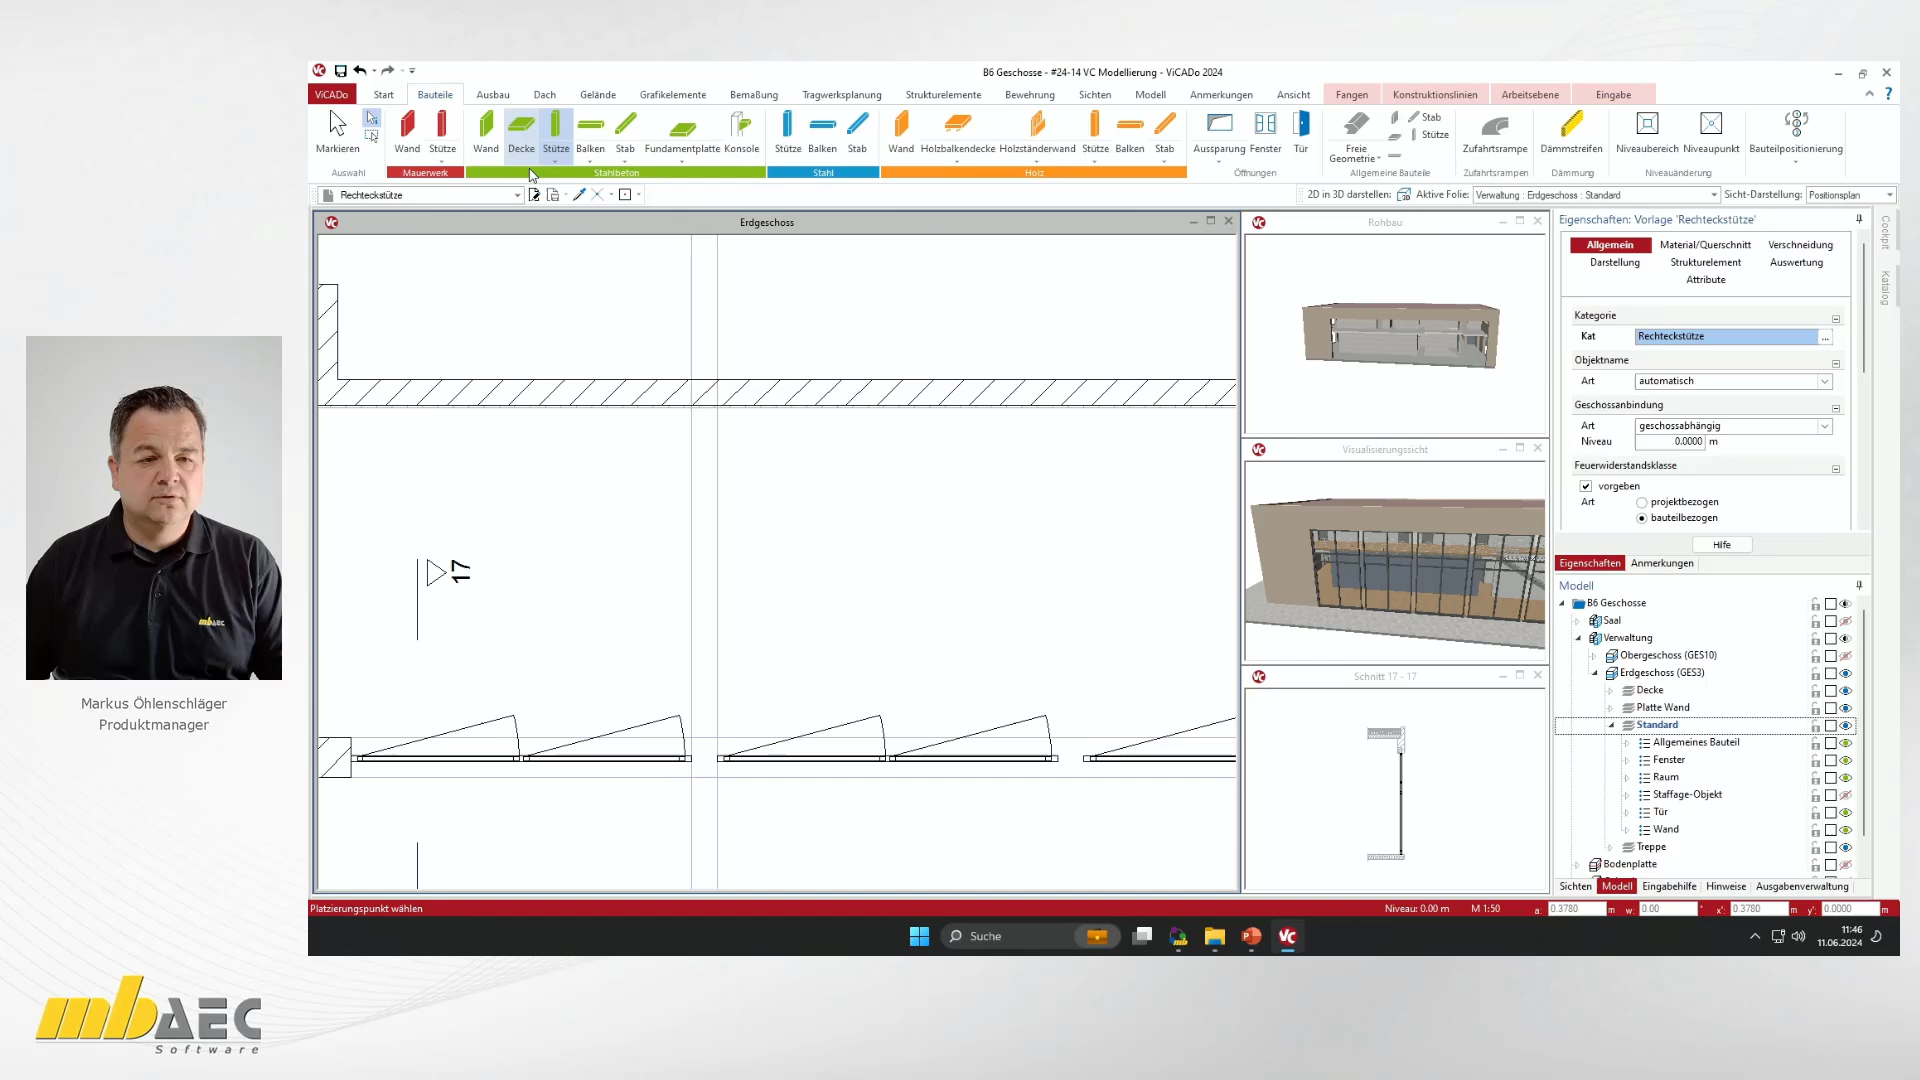 B6 Geschosse - #24-14 VC Modellierung - ViCADo 2024
ViCADo Start Bauteile Ausbau Dach Gelände Grafikelemente Bemaßung Tragwerksplanung Strukturelemente Bewehrung Sichten Modell Anmerkungen Ansicht Fangen Konstruktionslinien Arbeitsebene Eingabe
Markieren Wand Stütze Wand Decke Stütze Balken Stab Fundamentplatte Konsole Stütze Balken Stab Wand Holzbalkendecke Holzständerwand Stütze Balken Stab Aussparung Fenster Tür Freie Geometrie Stab Stütze Zufahrtsrampe Dämmstreifen Niveaubereich Niveaupunkt Bauteilpositionierung
Auswahl Mauerwerk Stahlbeton Stahl Holz Öffnungen Allgemeine Bauteile Zufahrtsrampen Dämmung Niveauänderung
Rechteckstütze 2D in 3D darstellen: Aktive Folie: Verwaltung : Erdgeschoss : Standard Sicht-Darstellung: Positionsplan
Erdgeschoss
17
Rohbau
Visualisierungssicht
Schnitt 17 - 17
Eigenschaften: Vorlage 'Rechteckstütze'
Allgemein Material/Querschnitt Verschneidung
Darstellung Strukturelement Auswertung
Attribute
Kategorie
Kat Rechteckstütze ...
Objektname
Art automatisch
Geschossanbindung
Art geschossabhängig
Niveau 0.0000 m
Feuerwiderstandsklasse
vorgeben
Art projektbezogen
bauteilbezogen
Hilfe
Eigenschaften Anmerkungen
Modell
B6 Geschosse
Saal
Verwaltung
Obergeschoss (GES10)
Erdgeschoss (GES3)
Decke
Platte Wand
Standard
Allgemeines Bauteil
Fenster
Raum
Staffage-Objekt
Tür
Wand
Treppe
Bodenplatte
Sichten Modell Eingabehilfe Hinweise Ausgabenverwaltung
Cockpit
Katalog
Platzierungspunkt wählen Niveau: 0.00 m M 1:50 a: 0.3780 m w: 0.00 ° x': 0.3780 m y': 0.0000 m
Suche
11:46
11.06.2024
mbAEC
Markus Öhlenschläger
Produktmanager
mbAEC
Software